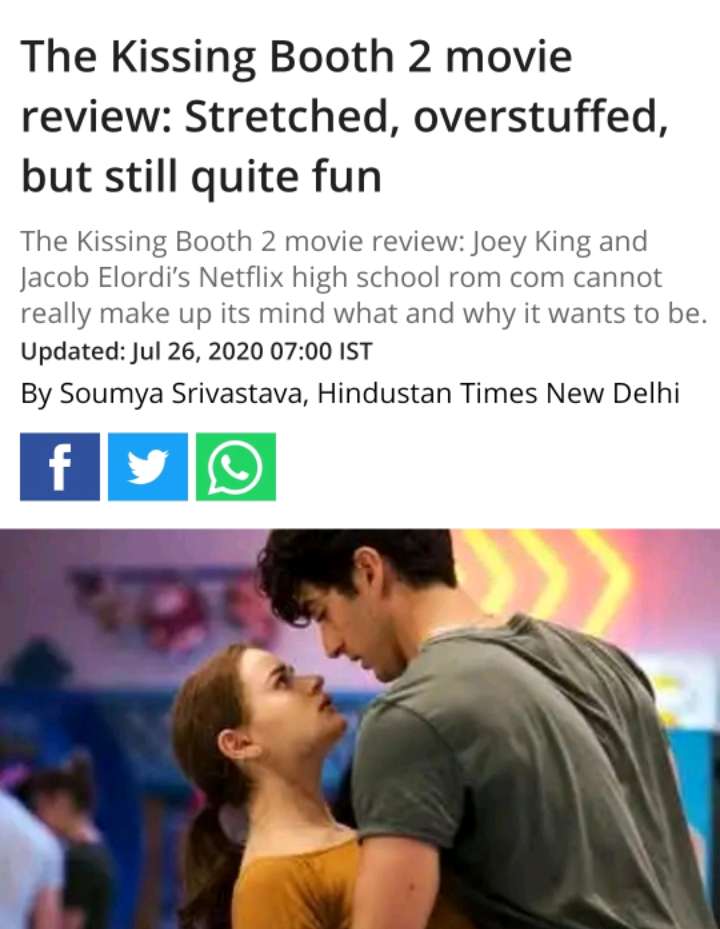 The Kissing Booth 2 movie
review: Stretched, overstuffed,
but still quite fun
The Kissing Booth 2 movie review: Joey King and
Jacob Elordi’s Netflix high school rom com cannot
really make up its mind what and why it wants to be.
Updated: Jul 26, 2020 07:00 IST
By Soumya Srivastava, Hindustan Times New Delhi